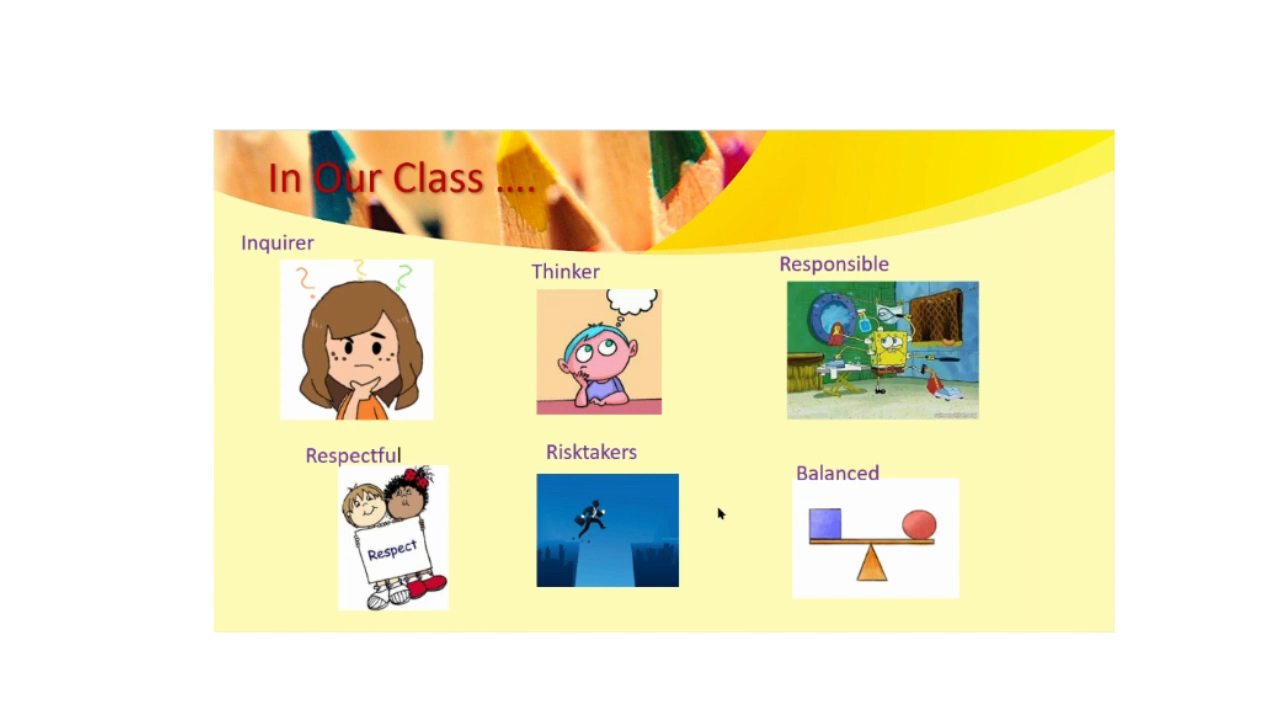 In Our Class ....
Inquirer
Thinker
Responsible
Respectful
Risktakers
Balanced
Respect